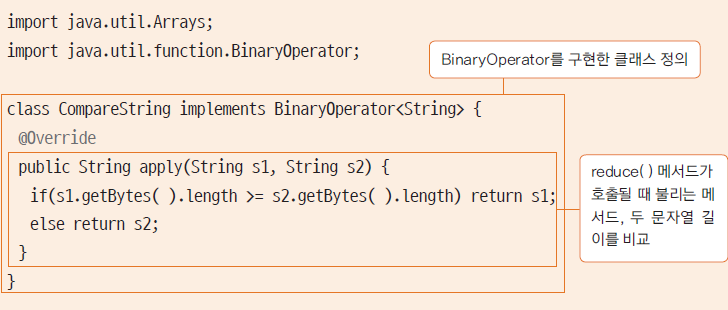 import java.util.Arrays;
import java.util.function.BinaryOperator;
BinaryOperator를 구현한 클래스 정의
class CompareString implements BinaryOperator<String> {
@Override
public String apply(String s1, String s2) {
if(s1.getBytes( ).length >= s2.getBytes( ).length) return s1;
else return s2;
}
}
reduce( ) 메서드가
호출될 때 불리는 메
서드, 두 문자열 길
이를 비교